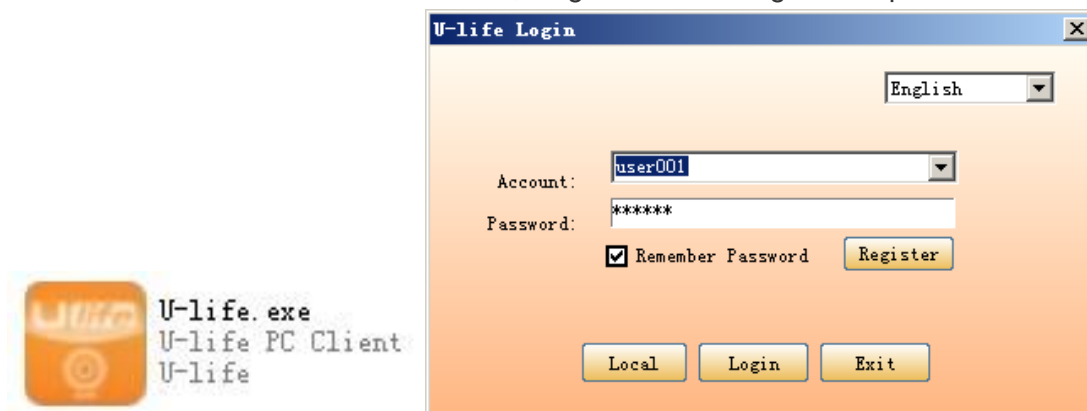 U-life Login
English
Account:
user001
Password:
******
Remember Password
Register
Local
Login
Exit
U-life.exe
U-life PC Client
U-life